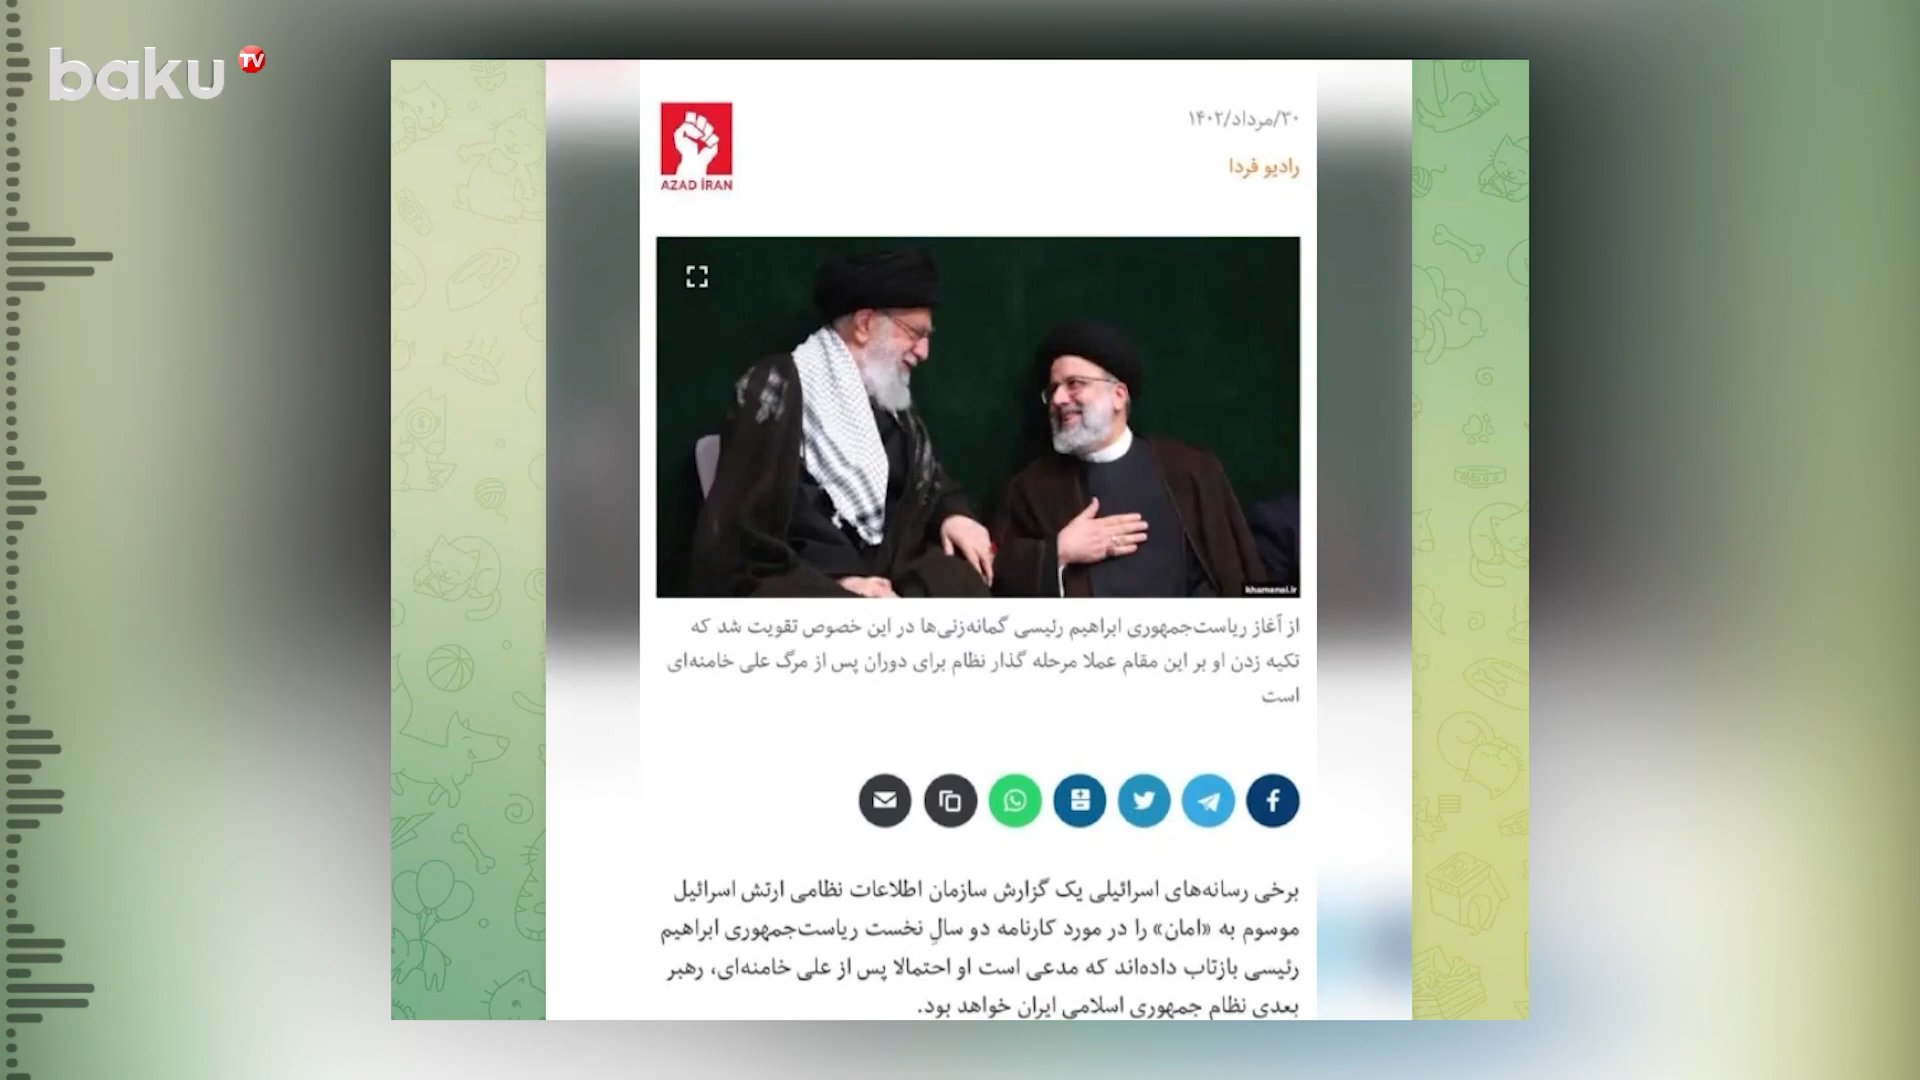 baku TV
۳۰/مرداد/۱۴۰۲
رادیو فردا
AZAD İRAN
khamenei.ir
از آغاز ریاست‌جمهوری ابراهیم رئیسی گمانه‌زنی‌ها در این خصوص تقویت شد که
تکیه زدن او بر این مقام عملا مرحله گذار نظام برای دوران پس از مرگ علی خامنه‌ای
است
برخی رسانه‌های اسرائیلی یک گزارش سازمان اطلاعات نظامی ارتش اسرائیل
موسوم به «امان» را در مورد کارنامه دو سالِ نخست ریاست‌جمهوری ابراهیم
رئیسی بازتاب داده‌اند که مدعی است او احتمالا پس از علی خامنه‌ای، رهبر
بعدی نظام جمهوری اسلامی ایران خواهد بود.